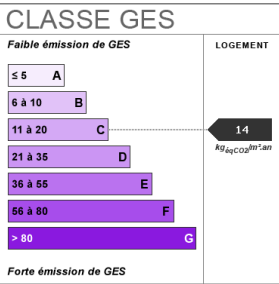 CLASSE GES
Faible émission de GES
LOGEMENT
≤ 5 A
6 à 10 B
11 à 20 C
14
kgéqCO2/m².an
21 à 35 D
36 à 55 E
56 à 80 F
> 80 G
Forte émission de GES